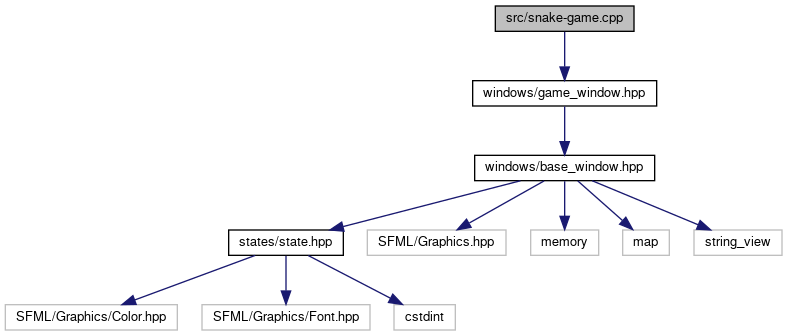 src/snake-game.cpp
windows/game_window.hpp
windows/base_window.hpp
states/state.hpp
SFML/Graphics.hpp
memory
map
string_view
SFML/Graphics/Color.hpp
SFML/Graphics/Font.hpp
cstdint